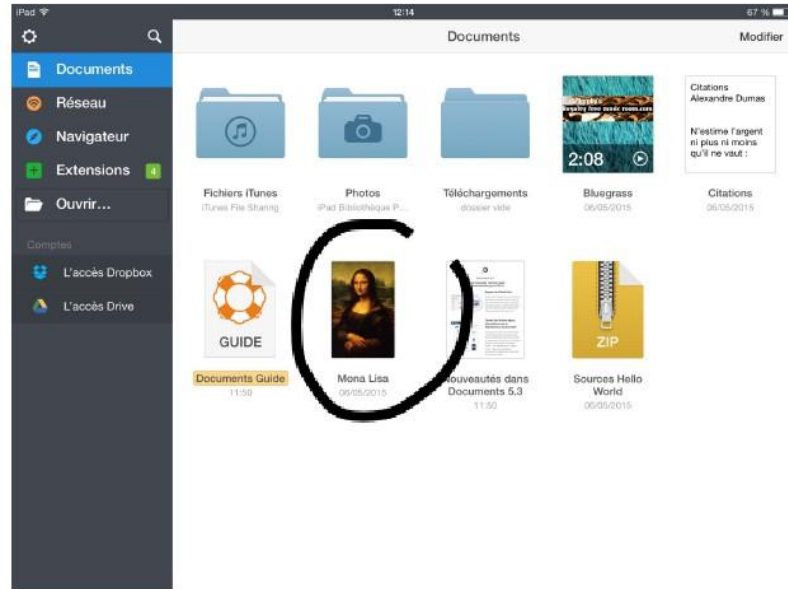 iPad 12:14 67 %
Documents Modifier
Documents
Réseau
Navigateur
Extensions 4
Ouvrir...
Comptes
L'accès Dropbox
L'accès Drive
Fichiers iTunes
iTunes File Sharing
Photos
iPad Bibliothèque P...
Téléchargements
dossier vide
2:08
Bluegrass
06/05/2015
Citations
Alexandre Dumas
N'estime l'argent
ni plus ni moins
qu'il ne vaut :
Citations
06/05/2015
GUIDE
Documents Guide
11:50
Mona Lisa
06/05/2015
Nouveautés dans
Documents 5.3
11:50
ZIP
Sources Hello
World
06/05/2015